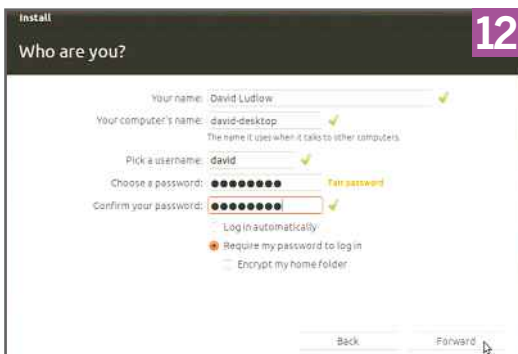 Install
12
Who are you?
Your name: David Ludlow
Your computer's name: david-desktop
The name it uses when it talks to other computers.
Pick a username: david
Choose a password: ●●●●●●●● Fair password
Confirm your password: ●●●●●●●●
Log in automatically
Require my password to log in
Encrypt my home folder
Back Forward